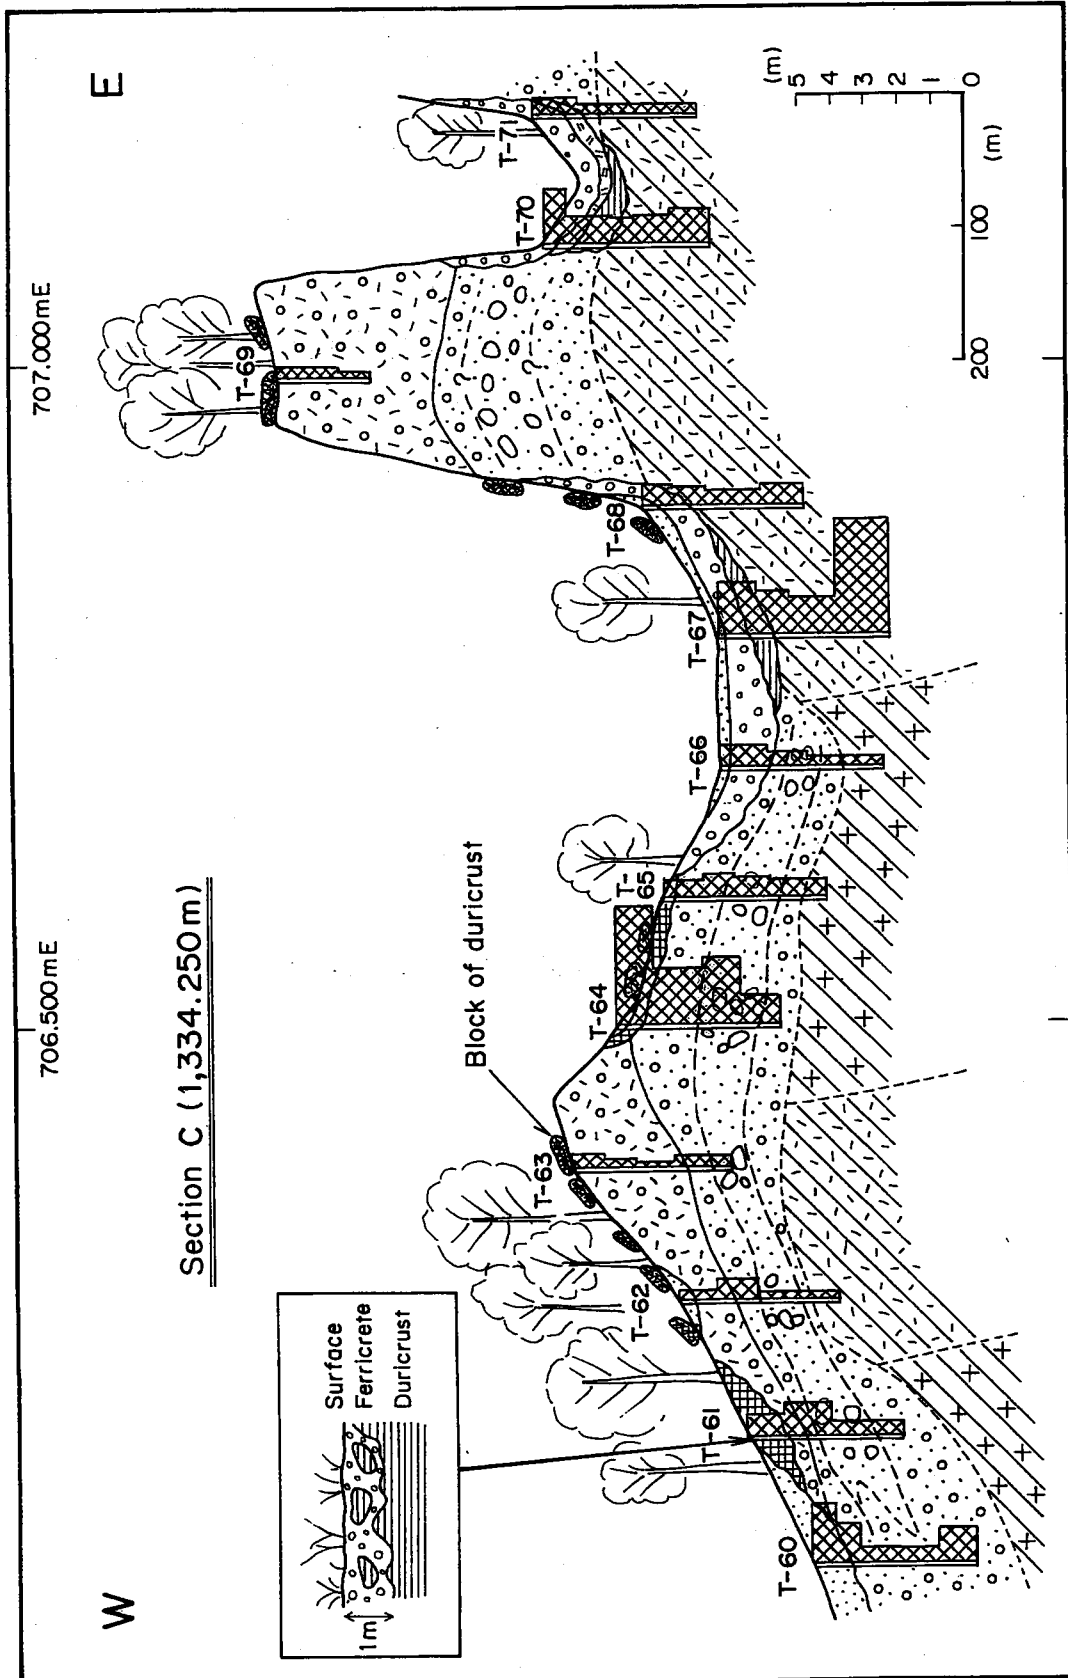 W
E
706.500mE
707.000mE
Section C (1,334.250m)
Surface
Ferricrete
Duricrust
1m
Block of duricrust
T-60
T-61
T-62
T-63
T-64
T-
65
T-66
T-67
T-68
T-69
T-70
T-71
(m)
5
4
3
2
1
0
(m)
100
200
?
?